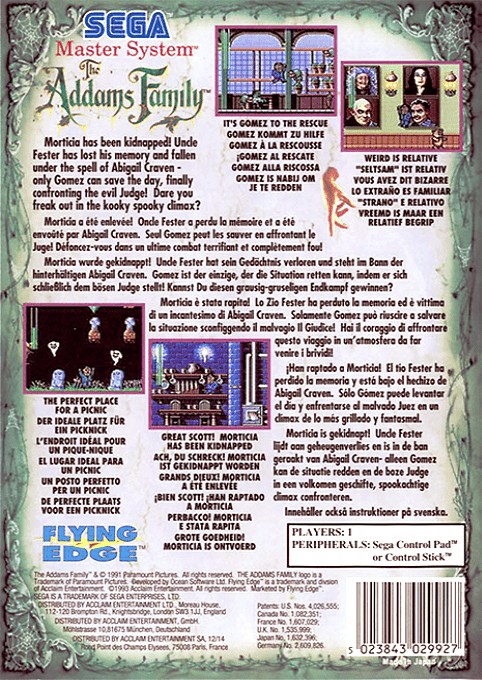 SEGA
Master System™
The
Addams Family™
Morticia has been kidnapped! Uncle
Fester has lost his memory and fallen
under the spell of Abigail Craven -
only Gomez can save the day, finally
confronting the evil Judge! Dare you
freak out in the kooky spooky climax?
IT'S GOMEZ TO THE RESCUE
GOMEZ KOMMT ZU HILFE
GOMEZ À LA RESCOUSSE
¡GOMEZ AL RESCATE
GOMEZ ALLA RISCOSSA
GOMEZ IS NABIJ OM
JE TE REDDEN
WEIRD IS RELATIVE
"SELTSAM" IST RELATIV
VOUS AVEZ DIT BIZARRE
LO EXTRAÑO ES FAMILIAR
"STRANO" E RELATIVO
VREEMD IS MAAR EEN
RELATIEF BEGRIP
Morticia a été enlevée! Oncle Fester a perdu la mémoire et a été
envoûté par Abigail Craven. Seul Gomez peut les sauver en affrontant le
Juge! Défoncez-vous dans un ultime combat terrifiant et complètement fou!
Morticia wurde gekidnappt! Uncle Fester hat sein Gedöchtnis verloren und steht im Bann der
hinterhältigen Abigail Craven. Gomez ist der einzige, der die Situation retten kann, indem er sich
schließlich dem bösen Judge stellt! Kannst Du diesen grausig-gruseligen Endkampf gewinnen?
Morticia è stata rapita! Lo Zio Fester ha perduto la memoria ed è vittima
di un incantesimo di Abigail Craven. Solamente Gomez può riuscire a salvare
la situazione sconfiggendo il malvagio Il Giudice! Hai il coraggio di affrontare
questo viaggio in un'atmosfera da far
venire i brividi!
¡Han raptado a Morticia! El tío Fester ha
perdido la memoria y está bajo el hechizo de
Abigail Craven. Sólo Gómez puede levantar
el día y enfrentarse al malvado Juez en un
climax de lo más grillado y fantasmal.
Morticia is gekidnapt! Uncle Fester
lijdt aan geheugenverlies en is in de ban
geraakt van Abigail Craven- alleen Gomez
kan de situatie redden en de boze Judge
in een volkomen geschifte, spookachtige
climax confronteren.
Innehåller också instruktioner på svenska.
THE PERFECT PLACE
FOR A PICNIC
DER IDEALE PLATZ FÜR
EIN PICKNICK
L'ENDROIT IDÉAL POUR
UN PIQUE-NIQUE
EL LUGAR IDEAL PARA
UN PICNIC
UN POSTO PERFETTO
PER UN PICNIC
DE PERFECTE PLAATS
VOOR EEN PICKNICK
GREAT SCOTT! MORTICIA
HAS BEEN KIDNAPPED
ACH, DU SCHRECK! MORTICIA
IST GEKIDNAPPT WORDEN
GRANDS DIEUX! MORTICIA
A ÉTÉ ENLEVÉE
¡BIEN SCOTT! ¡HAN RAPTADO
A MORTICIA
PERBACCO! MORTICIA
E STATA RAPITA
GROTE GOEDHEID!
MORTICIA IS ONTVOERD
FLYING
EDGE™
PLAYERS: 1
PERIPHERALS: Sega Control Pad™
or Control Stick™
The Addams Family™ & © 1991 Paramount Pictures. All rights reserved. THE ADDAMS FAMILY logo is a
Trademark of Paramount Pictures. Developed by Ocean Software Ltd. Flying Edge™ is a trademark and division
of Acclaim Entertainment. ©1993 Acclaim Entertainment. All rights reserved. Marketed by Flying Edge™.
SEGA IS A TRADEMARK OF SEGA ENTERPRISES, LTD.
DISTRIBUTED BY ACCLAIM ENTERTAINMENT LTD., Moreau House,
112-120 Brompton Rd., Knightsbridge, London SW3 1JJ, England
DISTRIBUTED BY ACCLAIM ENTERTAINMENT, GmbH.
Mühlstrasse 10,81675 München, Deutschland
DISTRIBUTED BY ACCLAIM ENTERTAINMENT SA, 12/14
Rond Point des Champs Elysees, 75008 Paris, France
Patents: U.S. Nos. 4,026,555;
Canada No. 1,082,351;
France No. 1,607,029;
U.K. No. 1,535,999;
Japan No. 1,632,396;
Germany No. 2,609,826.
5 023843 029927
Made in Japan